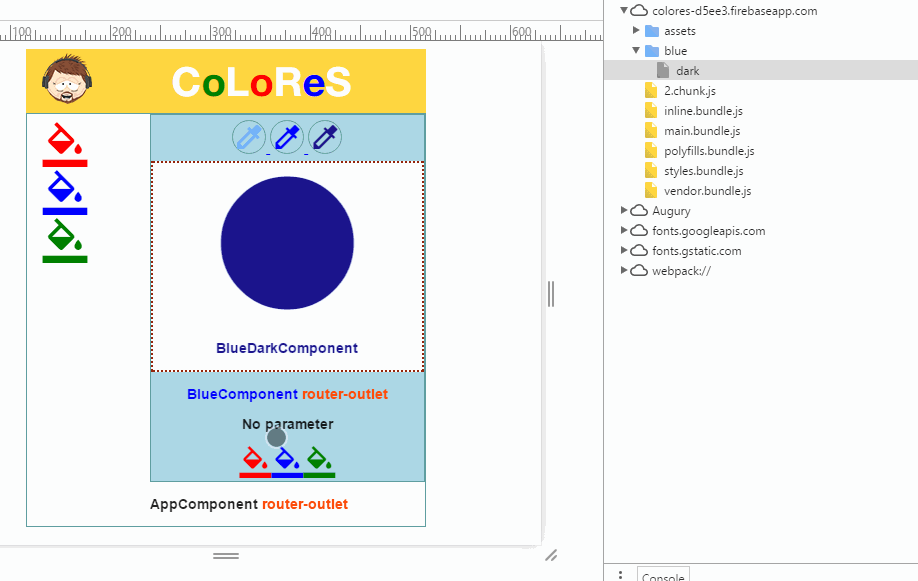 100 200 300 400 500 600
CoLoReS
BlueDarkComponent
BlueComponent router-outlet
No parameter
AppComponent router-outlet
colores-d5ee3.firebaseapp.com
assets
blue
dark
2.chunk.js
inline.bundle.js
main.bundle.js
polyfills.bundle.js
styles.bundle.js
vendor.bundle.js
Augury
fonts.googleapis.com
fonts.gstatic.com
webpack://
Console